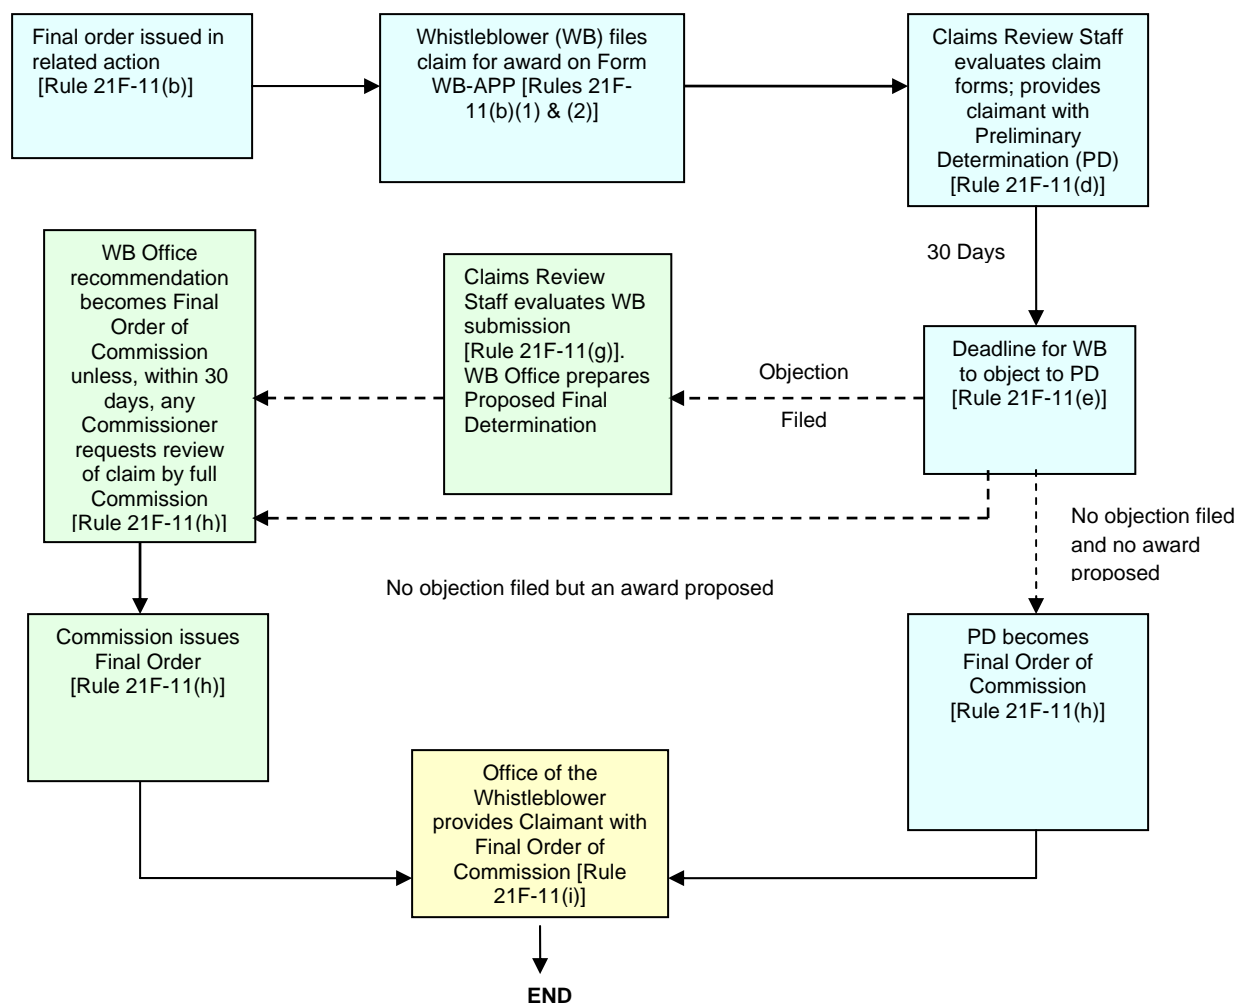 Final order issued in
related action
[Rule 21F-11(b)]
Whistleblower (WB) files
claim for award on Form
WB-APP [Rules 21F-
11(b)(1) & (2)]
Claims Review Staff
evaluates claim
forms; provides
claimant with
Preliminary
Determination (PD)
[Rule 21F-11(d)]
30 Days
Deadline for WB
to object to PD
[Rule 21F-11(e)]
Objection
Filed
Claims Review
Staff evaluates WB
submission
[Rule 21F-11(g)].
WB Office prepares
Proposed Final
Determination
WB Office
recommendation
becomes Final
Order of
Commission
unless, within 30
days, any
Commissioner
requests review
of claim by full
Commission
[Rule 21F-11(h)]
No objection filed
and no award
proposed
No objection filed but an award proposed
Commission issues
Final Order
[Rule 21F-11(h)]
PD becomes
Final Order of
Commission
[Rule 21F-11(h)]
Office of the
Whistleblower
provides Claimant with
Final Order of
Commission [Rule
21F-11(i)]
END